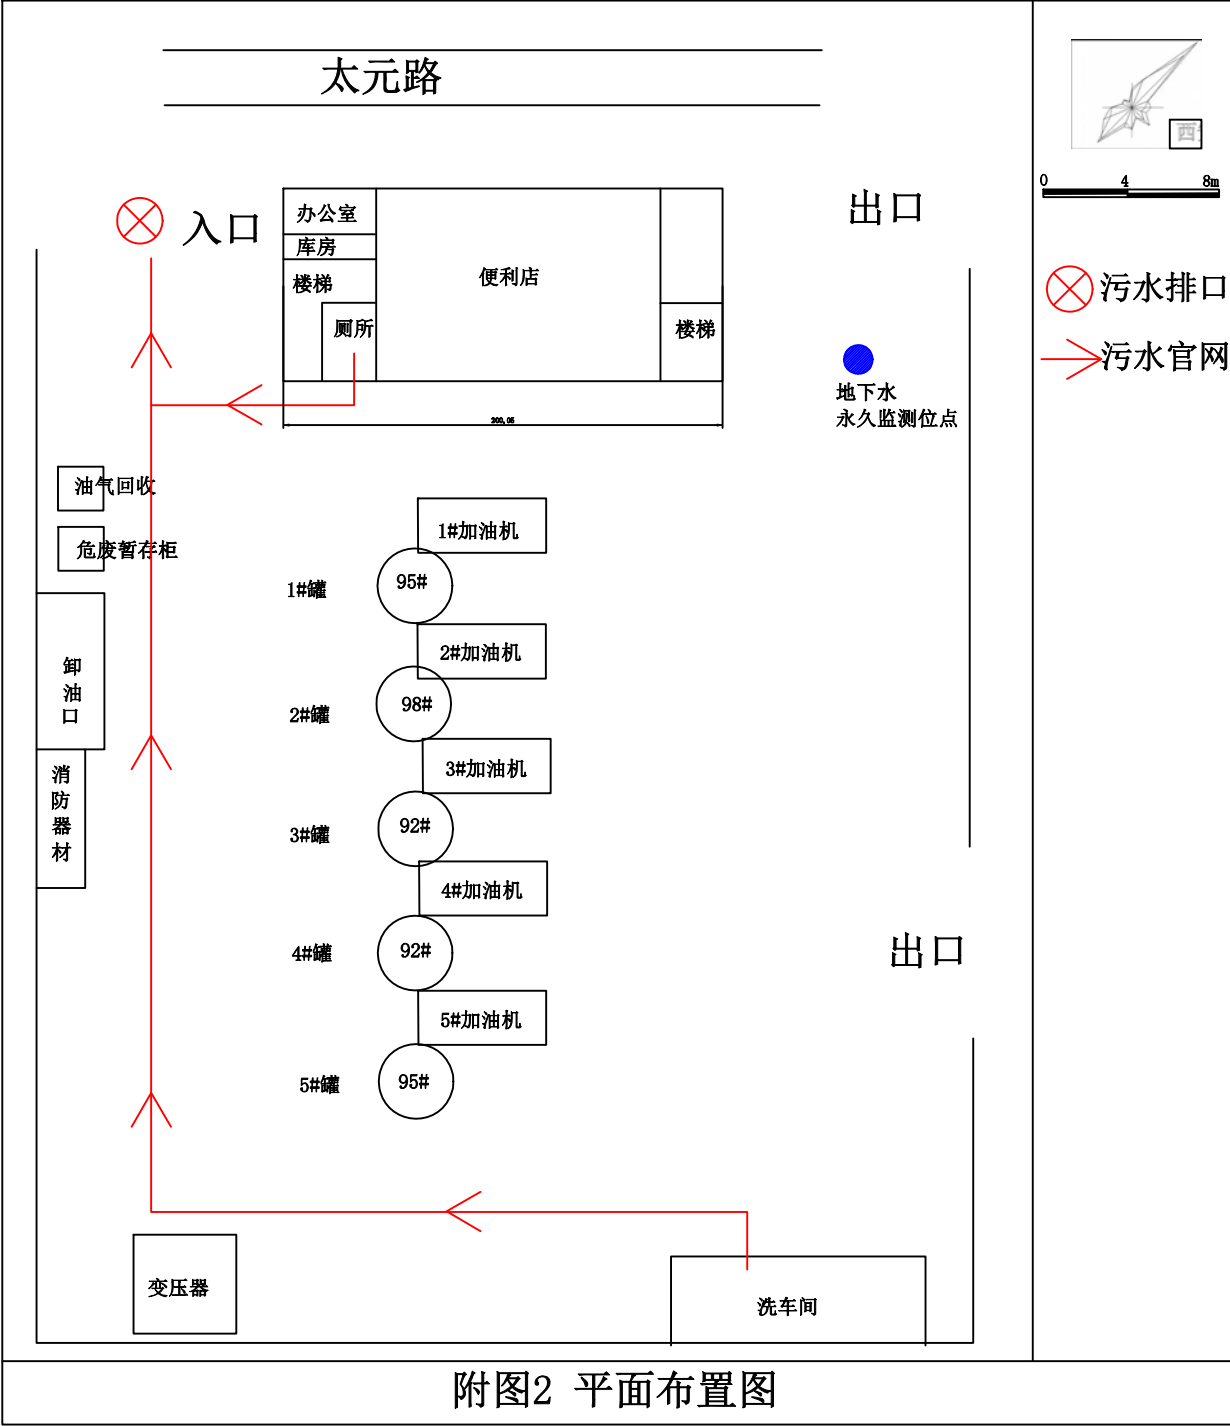 太元路
西
0 4 8m
入口
出口
办公室
库房
楼梯
厕所
便利店
楼梯
200,05
污水排口
污水官网
地下水
永久监测位点
油气回收
危废暂存柜
卸油口
消防器材
1#加油机
1#罐
95#
2#加油机
2#罐
98#
3#加油机
3#罐
92#
4#加油机
4#罐
92#
出口
5#加油机
5#罐
95#
变压器
洗车间
附图2 平面布置图